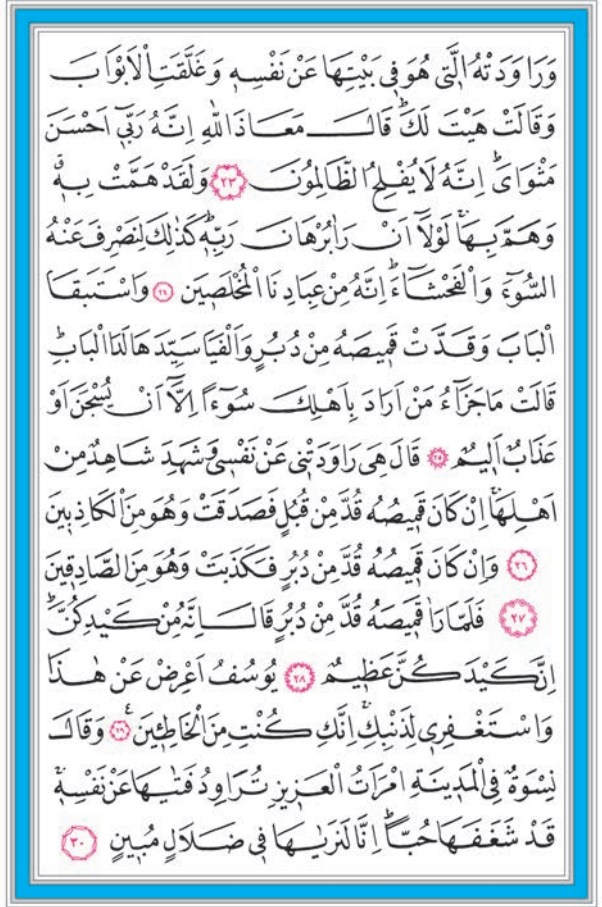 وَرَاوَدَتْهُ الَّتٖى هُوَ فٖى بَيْتِهَا عَنْ نَفْسِهٖ وَغَلَّقَتِ الْاَبْوَابَ
وَقَالَتْ هَيْتَ لَكَ ؕ قَالَ مَعَاذَ اللّٰهِ اِنَّهُ رَبّٖٓى اَحْسَنَ
مَثْوَاىَ ؕ اِنَّهُ لَا يُفْلِحُ الظَّالِمُونَ ﴿٢٣﴾ وَلَقَدْ هَمَّتْ بِهٖ ۚ
وَهَمَّ بِهَا لَوْلَٓا اَنْ رَاٰ بُرْهَانَ رَبِّهٖ ؕ كَذٰلِكَ لِنَصْرِفَ عَنْهُ
السُّٓوءَ وَالْفَحْشَٓاءَ ؕ اِنَّهُ مِنْ عِبَادِنَا الْمُخْلَصٖينَ ﴿٢٤﴾ وَاسْتَبَقَا
الْبَابَ وَقَدَّتْ قَمٖيصَهُ مِنْ دُبُرٍ وَاَلْفَيَا سَيِّدَهَا لَدَا الْبَابِ ؕ
قَالَتْ مَا جَزَٓاءُ مَنْ اَرَادَ بِاَهْلِكَ سُٓوءًا اِلَّٓا اَنْ يُسْجَنَ اَوْ
عَذَابٌ اَلٖيمٌ ﴿٢٥﴾ قَالَ هِىَ رَاوَدَتْنٖى عَنْ نَفْسٖى وَشَهِدَ شَاهِدٌ مِنْ
اَهْلِهَا ۚ اِنْ كَانَ قَمٖيصُهُ قُدَّ مِنْ قُبُلٍ فَصَدَقَتْ وَهُوَ مِنَ الْكَاذِبٖينَ
﴿٢٦﴾ وَاِنْ كَانَ قَمٖيصُهُ قُدَّ مِنْ دُبُرٍ فَكَذَبَتْ وَهُوَ مِنَ الصَّادِقٖينَ
﴿٢٧﴾ فَلَمَّا رَاٰ قَمٖيصَهُ قُدَّ مِنْ دُبُرٍ قَالَ اِنَّهُ مِنْ كَيْدِكُنَّ ؕ
اِنَّ كَيْدَكُنَّ عَظٖيمٌ ﴿٢٨﴾ يُوسُفُ اَعْرِضْ عَنْ هٰذَا
وَاسْتَغْفِرٖى لِذَنْبِكِ ۚ اِنَّكِ كُنْتِ مِنَ الْخَاطِئٖينَ ﴿٢٩﴾ وَقَالَ
نِسْوَةٌ فِى الْمَدٖينَةِ امْرَاَتُ الْعَزٖيزِ تُرَاوِدُ فَتٰيهَا عَنْ نَفْسِهٖ ۚ
قَدْ شَغَفَهَا حُبًّا ؕ اِنَّا لَنَرٰيهَا فٖى ضَلَالٍ مُبٖينٍ ﴿٣٠﴾